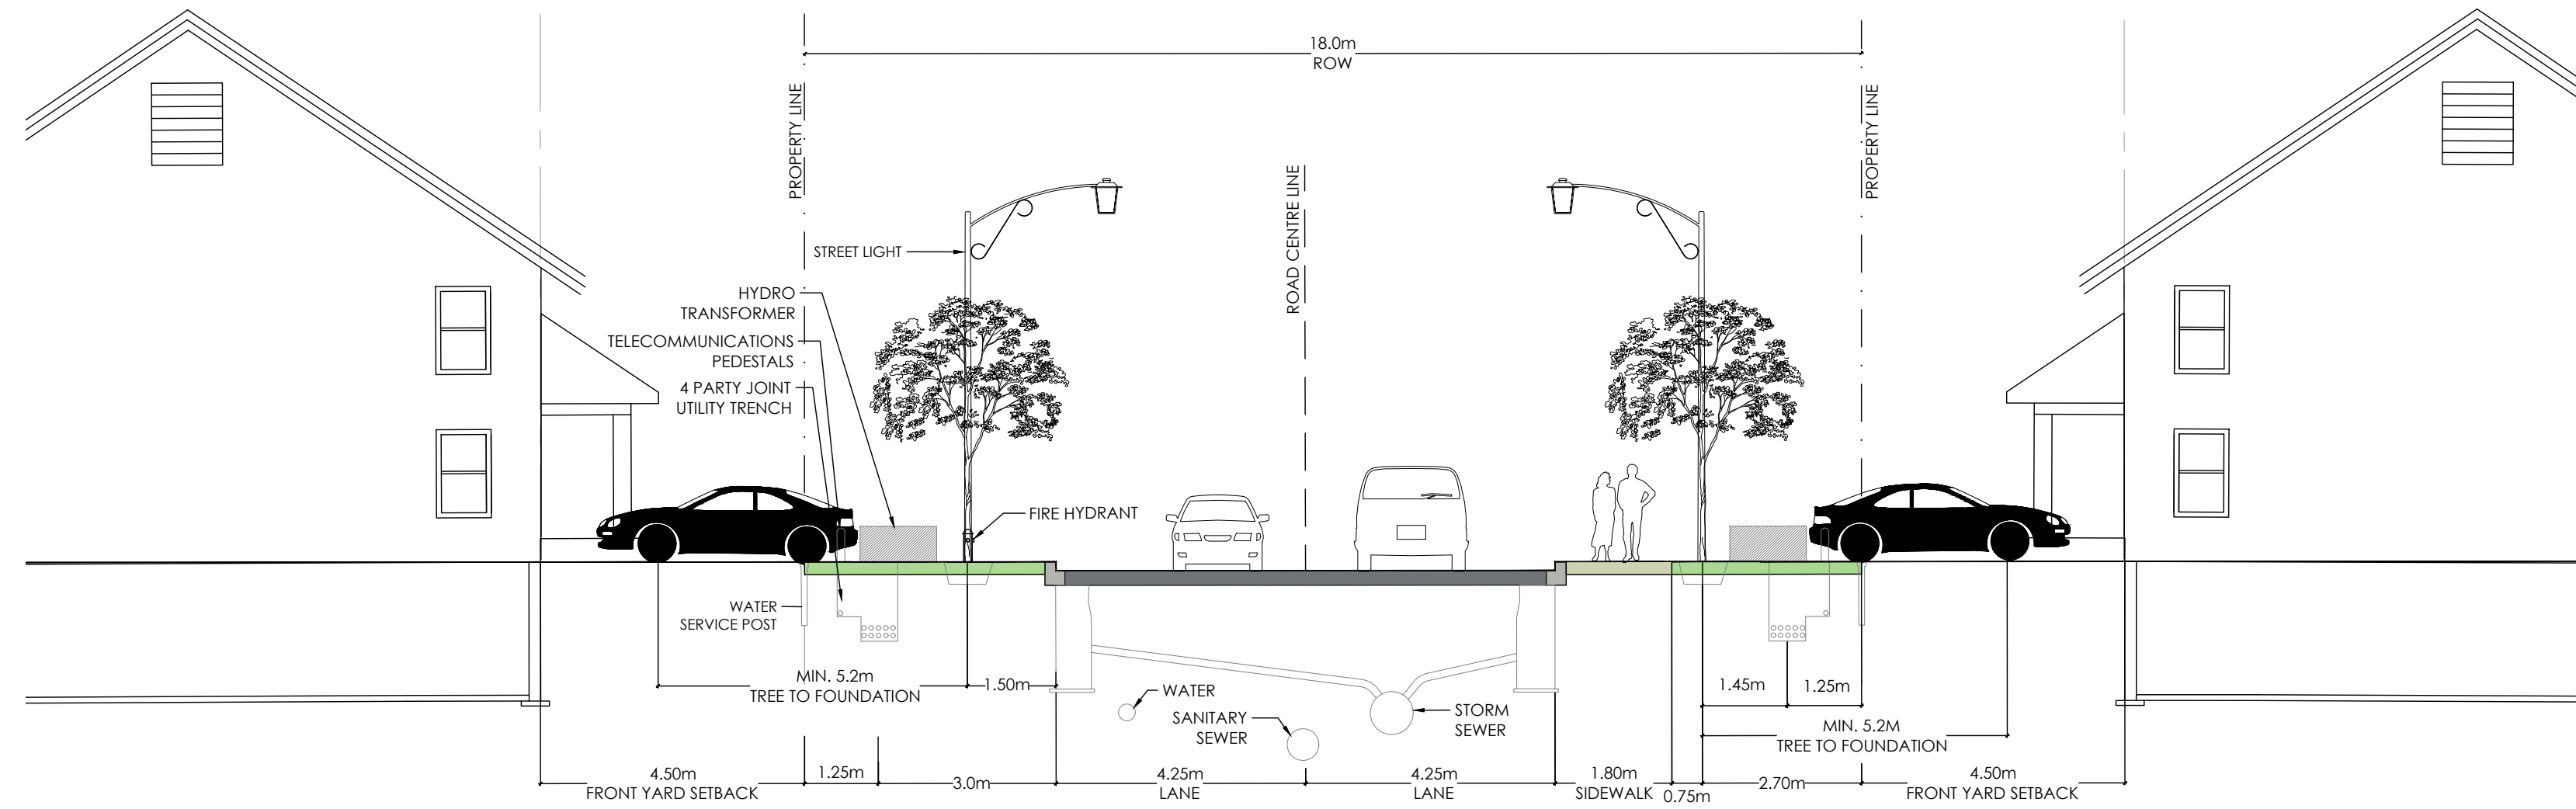 18.0m
ROW
PROPERTY LINE
PROPERTY LINE
ROAD CENTRE LINE
STREET LIGHT
HYDRO
TRANSFORMER
TELECOMMUNICATIONS
PEDESTALS
4 PARTY JOINT
UTILITY TRENCH
FIRE HYDRANT
WATER
SERVICE POST
MIN. 5.2m
TREE TO FOUNDATION
1.50m
WATER
SANITARY
SEWER
STORM
SEWER
1.45m
1.25m
MIN. 5.2M
TREE TO FOUNDATION
4.50m
FRONT YARD SETBACK
1.25m
3.0m
4.25m
LANE
4.25m
LANE
1.80m
SIDEWALK
0.75m
2.70m
4.50m
FRONT YARD SETBACK